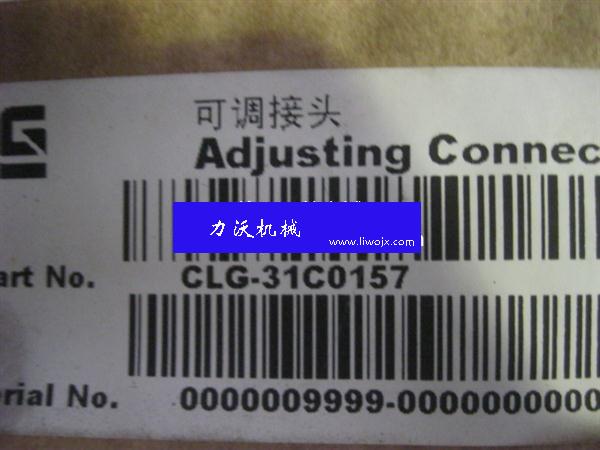 可调接头
Adjusting Connec
力沃机械
www.liwojx.com
art No. CLG-31C0157
erial No. 0000009999-0000000000